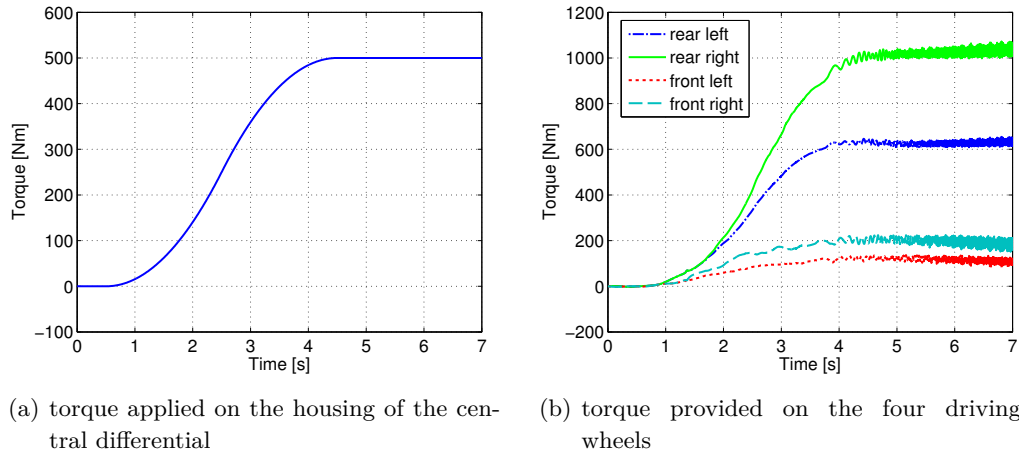 600
500
400
300
200
100
0
−100
0 1 2 3 4 5 6 7
Time [s]
Torque [Nm]
1200
1000
800
600
400
200
0
−200
0 1 2 3 4 5 6 7
Time [s]
Torque [Nm]
rear left
rear right
front left
front right
(a) torque applied on the housing of the cen-
tral differential
(b) torque provided on the four driving
wheels